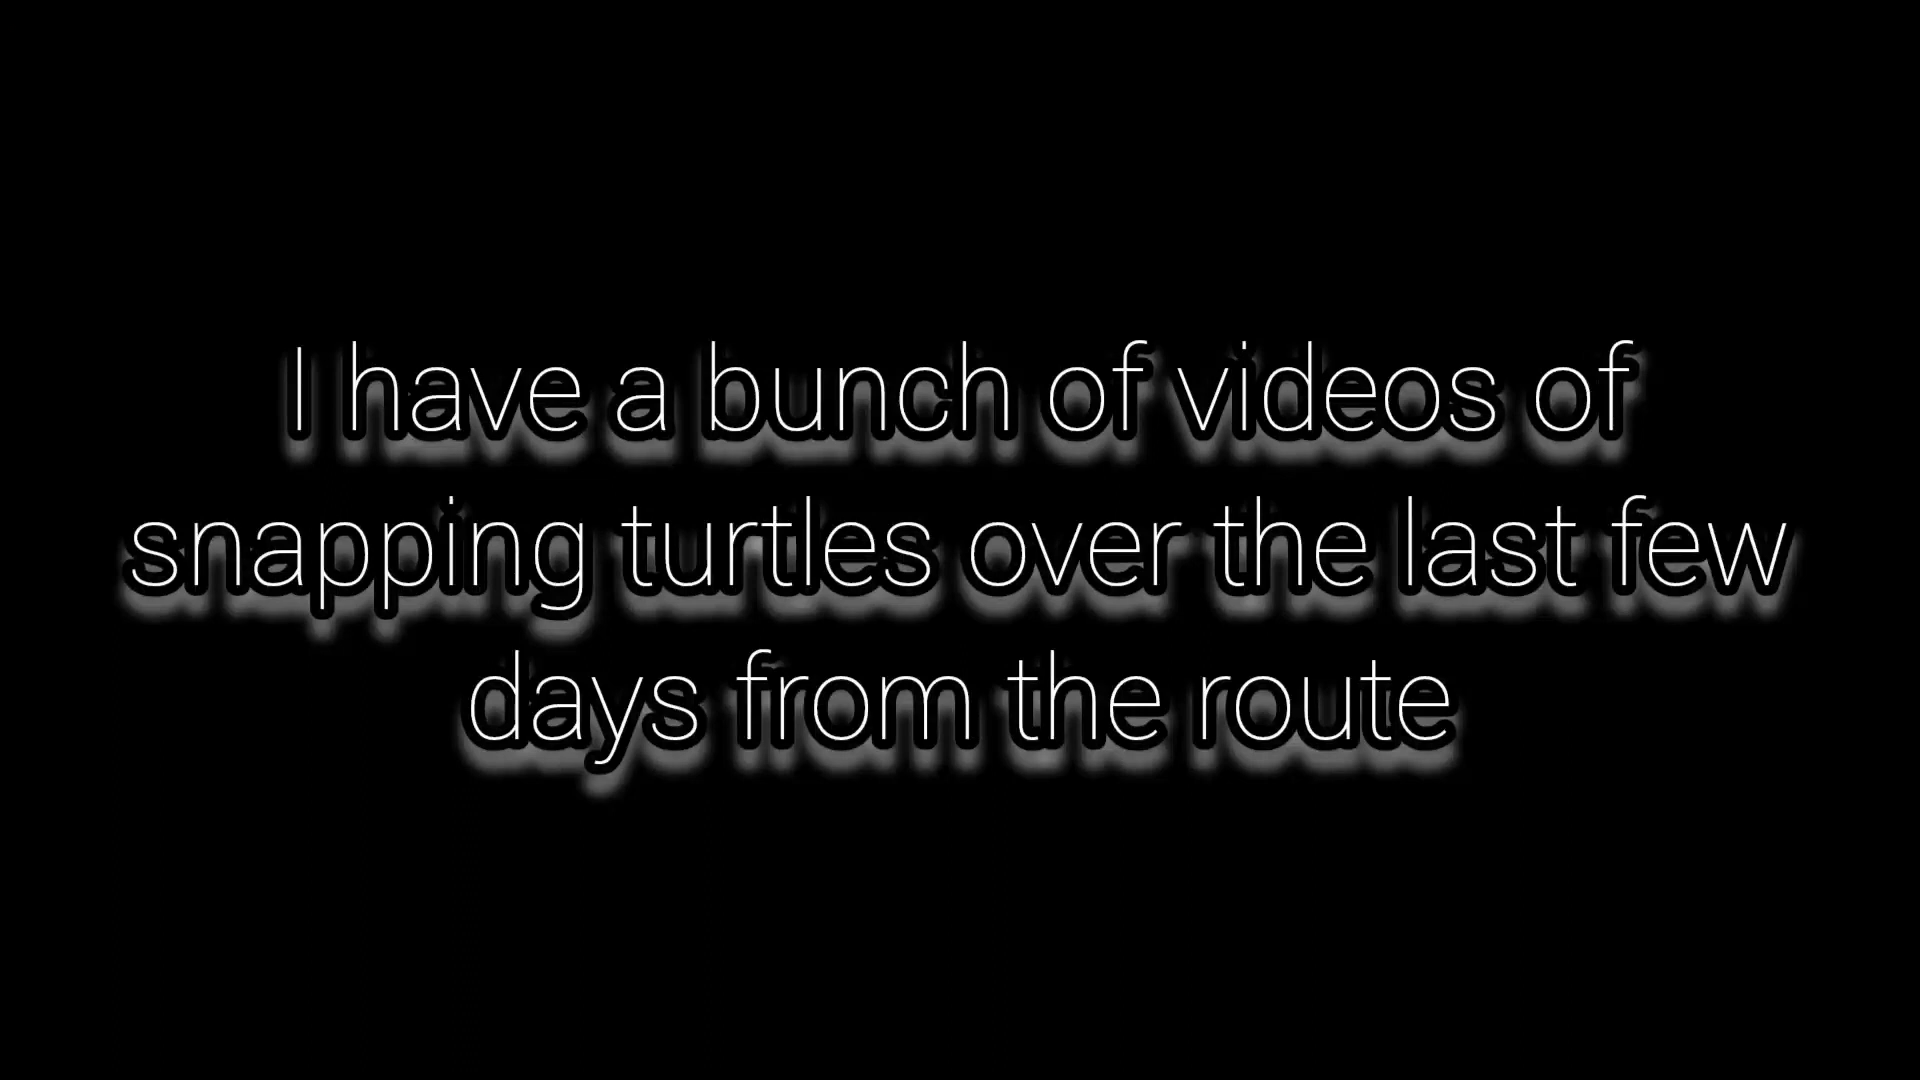 I have a bunch of videos of
snapping turtles over the last few
days from the route